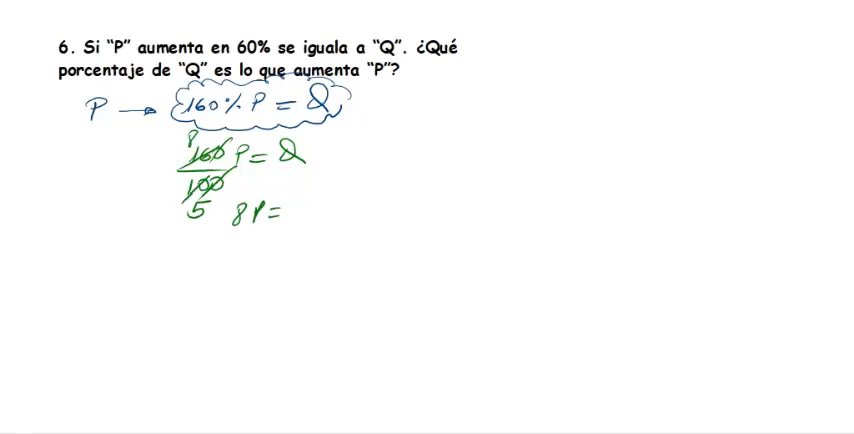 6. Si "P" aumenta en 60% se iguala a "Q". ¿Qué
porcentaje de "Q" es lo que aumenta "P"?
P → 160% P = Q
8
160 P = Q
100
5 8P =